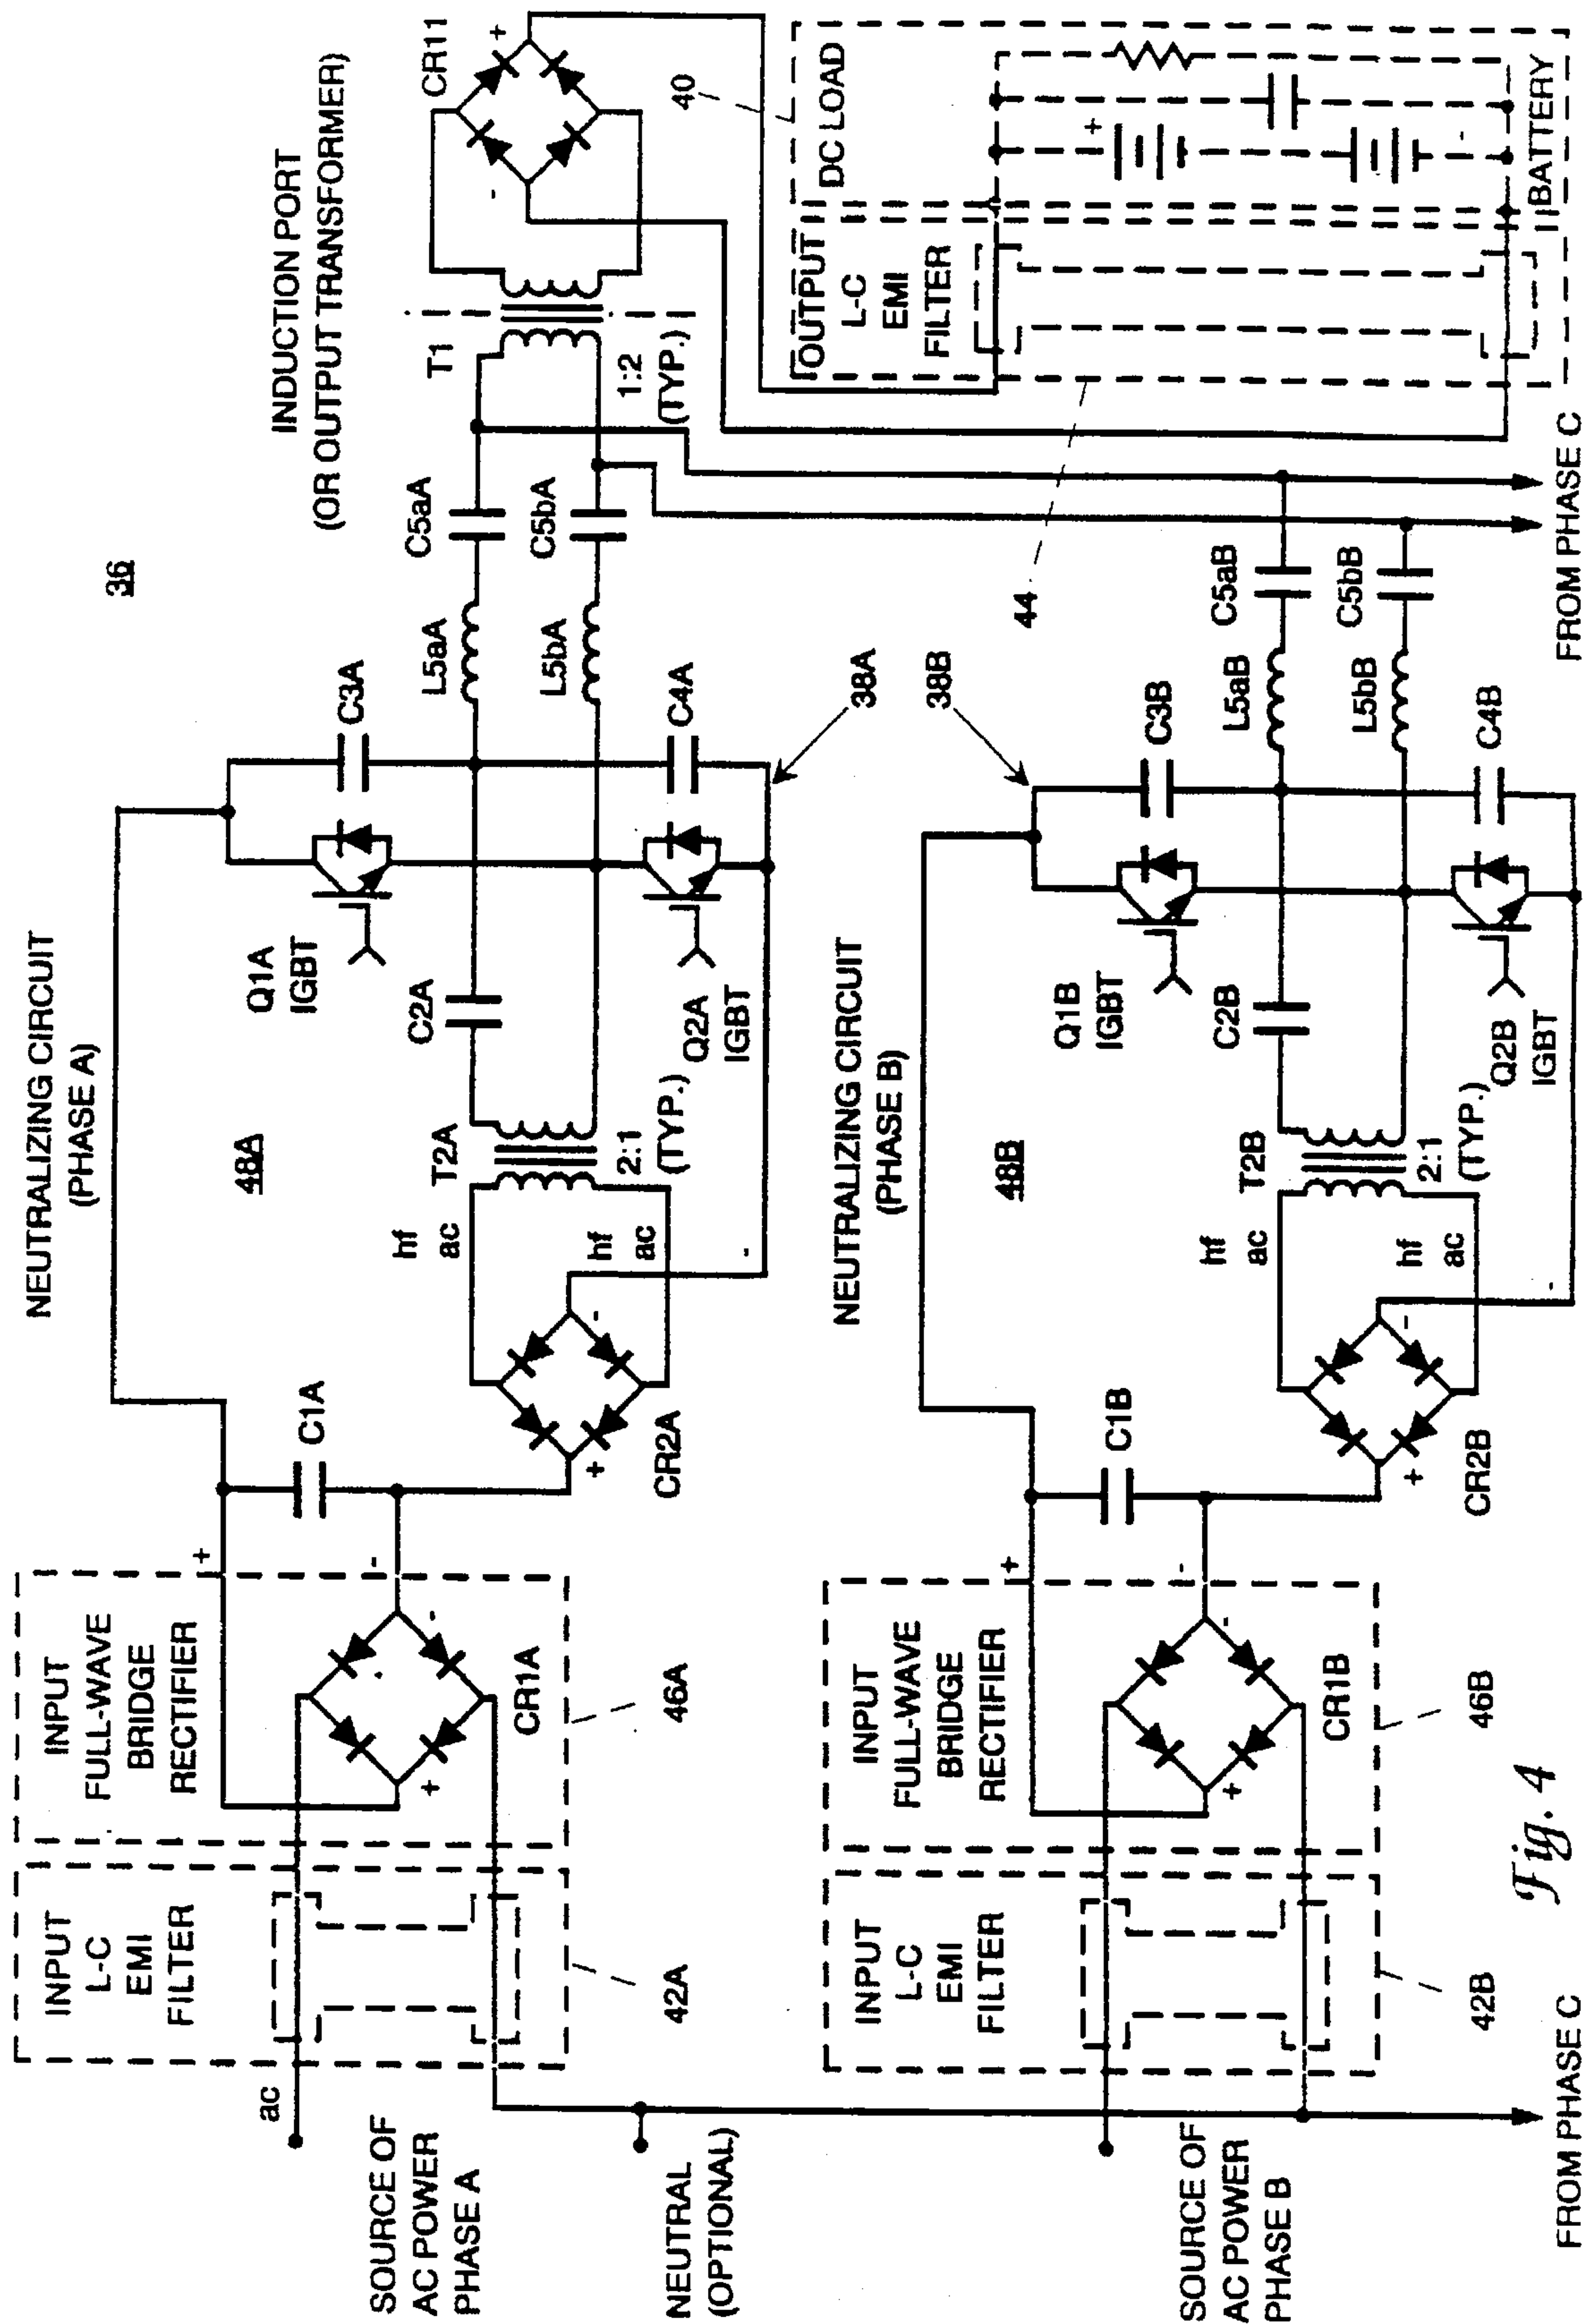 36
INDUCTION PORT
(OR OUTPUT TRANSFORMER)
NEUTRALIZING CIRCUIT
(PHASE A)
48A
INPUT
L-C
EMI
FILTER
INPUT
FULL-WAVE
BRIDGE
RECTIFIER
ac
+
-
+
-
CR1A
42A
46A
C1A
+
-
CR2A
hf
ac
hf
ac
-
T2A
2:1
(TYP.)
C2A
Q1A
IGBT
Q2A
IGBT
C3A
C4A
38A
L5aA
L5bA
C5aA
C5bA
T1
1:2
(TYP.)
CR11
+
-
40
DC LOAD
+
-
BATTERY
OUTPUT
L-C
EMI
FILTER
44
SOURCE OF
AC POWER
PHASE A
NEUTRAL
(OPTIONAL)
NEUTRALIZING CIRCUIT
(PHASE B)
48B
INPUT
L-C
EMI
FILTER
INPUT
FULL-WAVE
BRIDGE
RECTIFIER
+
-
+
-
CR1B
42B
46B
C1B
+
-
CR2B
hf
ac
hf
ac
-
T2B
2:1
(TYP.)
C2B
Q1B
IGBT
Q2B
IGBT
C3B
C4B
38B
L5aB
L5bB
C5aB
C5bB
SOURCE OF
AC POWER
PHASE B
FROM PHASE C
FROM PHASE C
Fig. 4